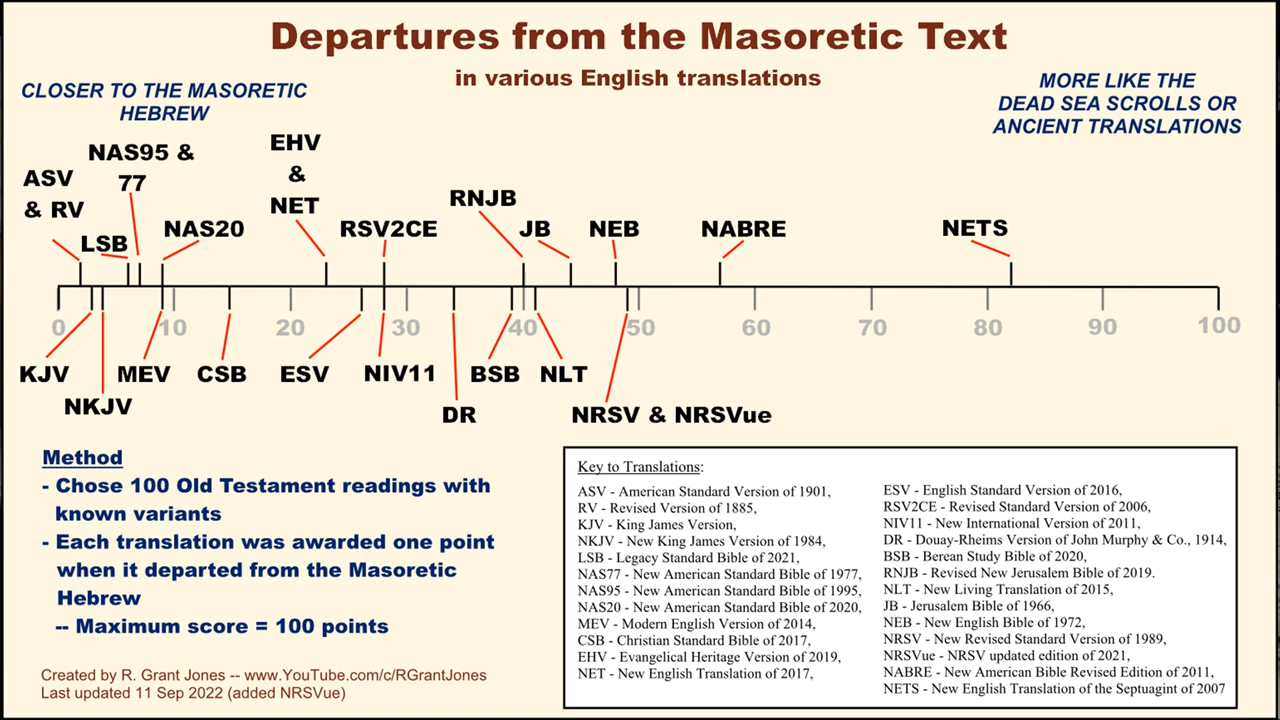 Departures from the Masoretic Text
in various English translations
CLOSER TO THE MASORETIC
HEBREW
MORE LIKE THE
DEAD SEA SCROLLS OR
ANCIENT TRANSLATIONS
ASV
& RV
LSB
NAS95 &
77
NAS20
EHV
&
NET
RSV2CE
RNJB
JB
NEB
NABRE
NETS
0 10 20 30 40 50 60 70 80 90 100
KJV
NKJV
MEV
CSB
ESV
NIV11
DR
BSB
NLT
NRSV & NRSVue
Method
- Chose 100 Old Testament readings with
known variants
- Each translation was awarded one point
when it departed from the Masoretic
Hebrew
-- Maximum score = 100 points
Created by R. Grant Jones -- www.YouTube.com/c/RGrantJones
Last updated 11 Sep 2022 (added NRSVue)
Key to Translations:
ASV - American Standard Version of 1901,
RV - Revised Version of 1885,
KJV - King James Version,
NKJV - New King James Version of 1984,
LSB - Legacy Standard Bible of 2021,
NAS77 - New American Standard Bible of 1977,
NAS95 - New American Standard Bible of 1995,
NAS20 - New American Standard Bible of 2020,
MEV - Modern English Version of 2014,
CSB - Christian Standard Bible of 2017,
EHV - Evangelical Heritage Version of 2019,
NET - New English Translation of 2017,
ESV - English Standard Version of 2016,
RSV2CE - Revised Standard Version of 2006,
NIV11 - New International Version of 2011,
DR - Douay-Rheims Version of John Murphy & Co., 1914,
BSB - Berean Study Bible of 2020,
RNJB - Revised New Jerusalem Bible of 2019.
NLT - New Living Translation of 2015,
JB - Jerusalem Bible of 1966,
NEB - New English Bible of 1972,
NRSV - New Revised Standard Version of 1989,
NRSVue - NRSV updated edition of 2021,
NABRE - New American Bible Revised Edition of 2011,
NETS - New English Translation of the Septuagint of 2007